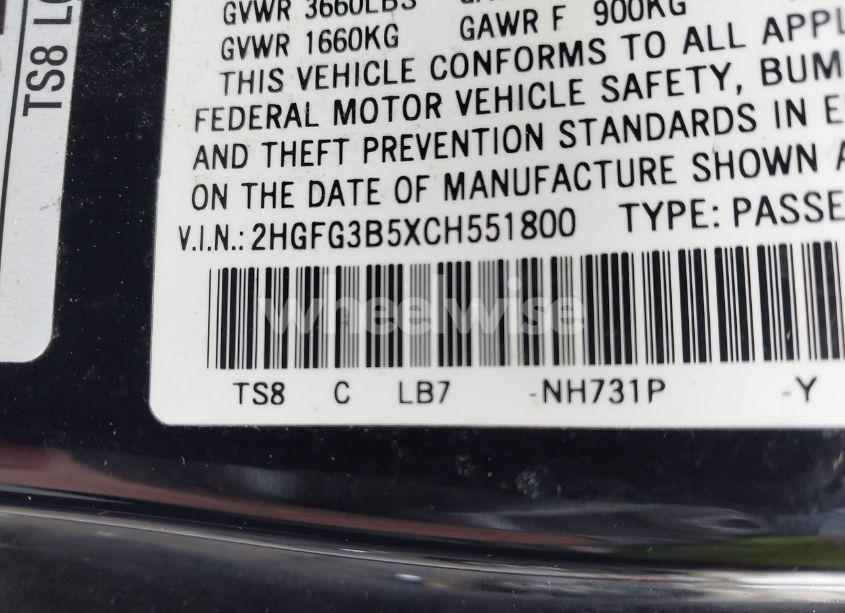 TS8
GVWR 3660LBS
GVWR 1660KG GAWR F 900KG
THIS VEHICLE CONFORMS TO ALL APPL
FEDERAL MOTOR VEHICLE SAFETY, BUM
AND THEFT PREVENTION STANDARDS IN E
ON THE DATE OF MANUFACTURE SHOWN A
V.I.N.: 2HGFG3B5XCH551800 TYPE: PASSE
wheelwise
TS8 C LB7 -NH731P -Y